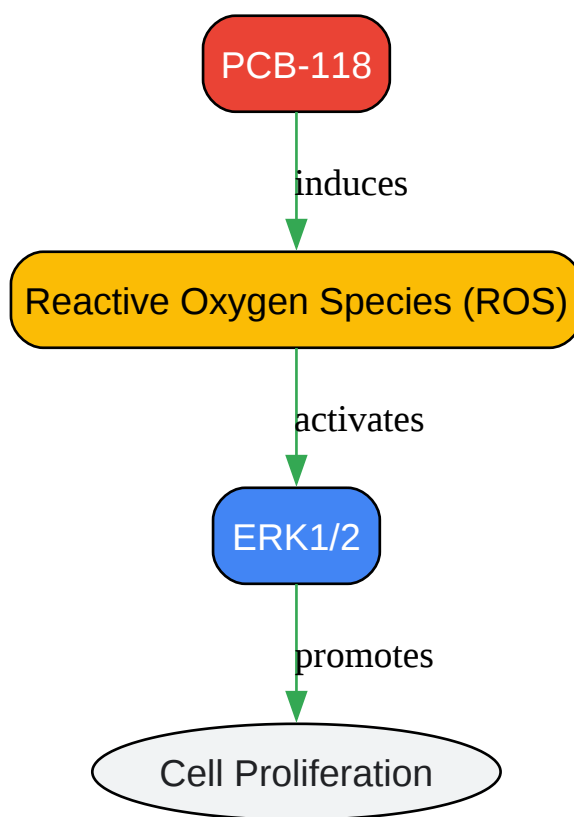 PCB-118
induces
Reactive Oxygen Species (ROS)
activates
ERK1/2
promotes
Cell Proliferation